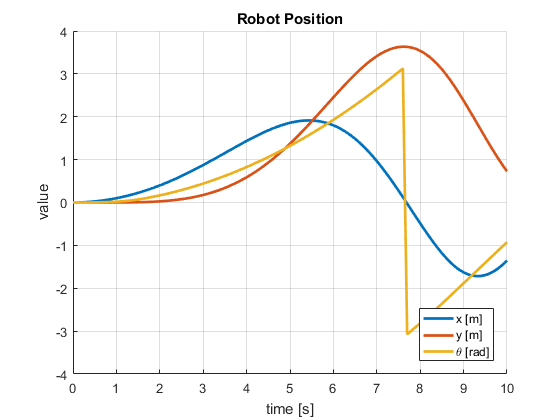 Robot Position
value
4
3
2
1
0
-1
-2
-3
-4
0 1 2 3 4 5 6 7 8 9 10
time [s]
x [m]
y [m]
θ [rad]